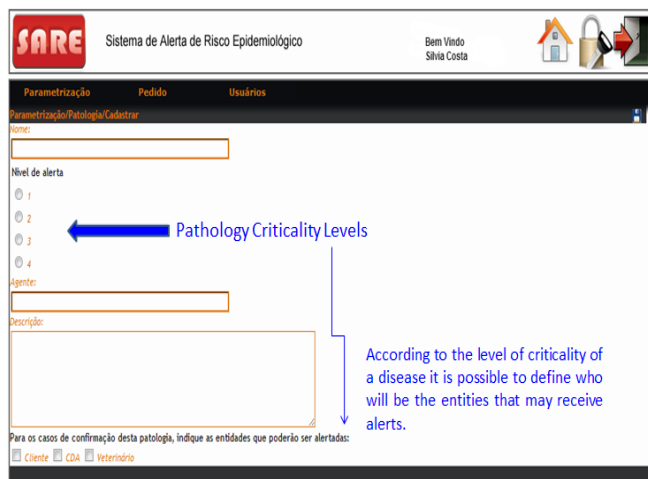 SARE
Sistema de Alerta de Risco Epidemiológico
Bem Vindo
Silvia Costa
Parametrização Pedido Usuários
Parametrização/Patologia/Cadastrar
Nome:
Nível de alerta
1
2
3
4
Pathology Criticality Levels
Agente:
Descrição:
According to the level of criticality of
a disease it is possible to define who
will be the entities that may receive
alerts.
Para os casos de confirmação desta patologia, indique as entidades que poderão ser alertadas:
Cliente CDA Veterinário